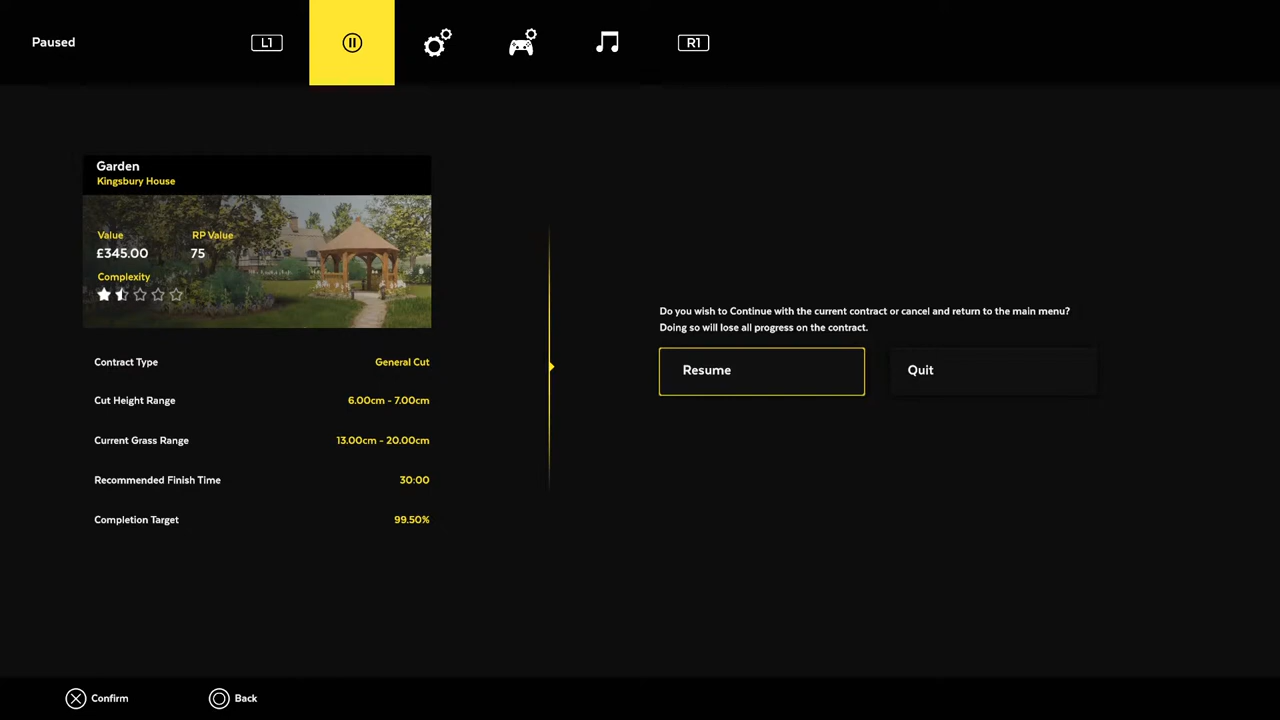 Paused
L1
R1
Garden
Kingsbury House
Value
RP Value
£345.00
75
Complexity
Contract Type
General Cut
Cut Height Range
6.00cm - 7.00cm
Current Grass Range
13.00cm - 20.00cm
Recommended Finish Time
30:00
Completion Target
99.50%
Do you wish to Continue with the current contract or cancel and return to the main menu?
Doing so will lose all progress on the contract.
Resume
Quit
Confirm
Back